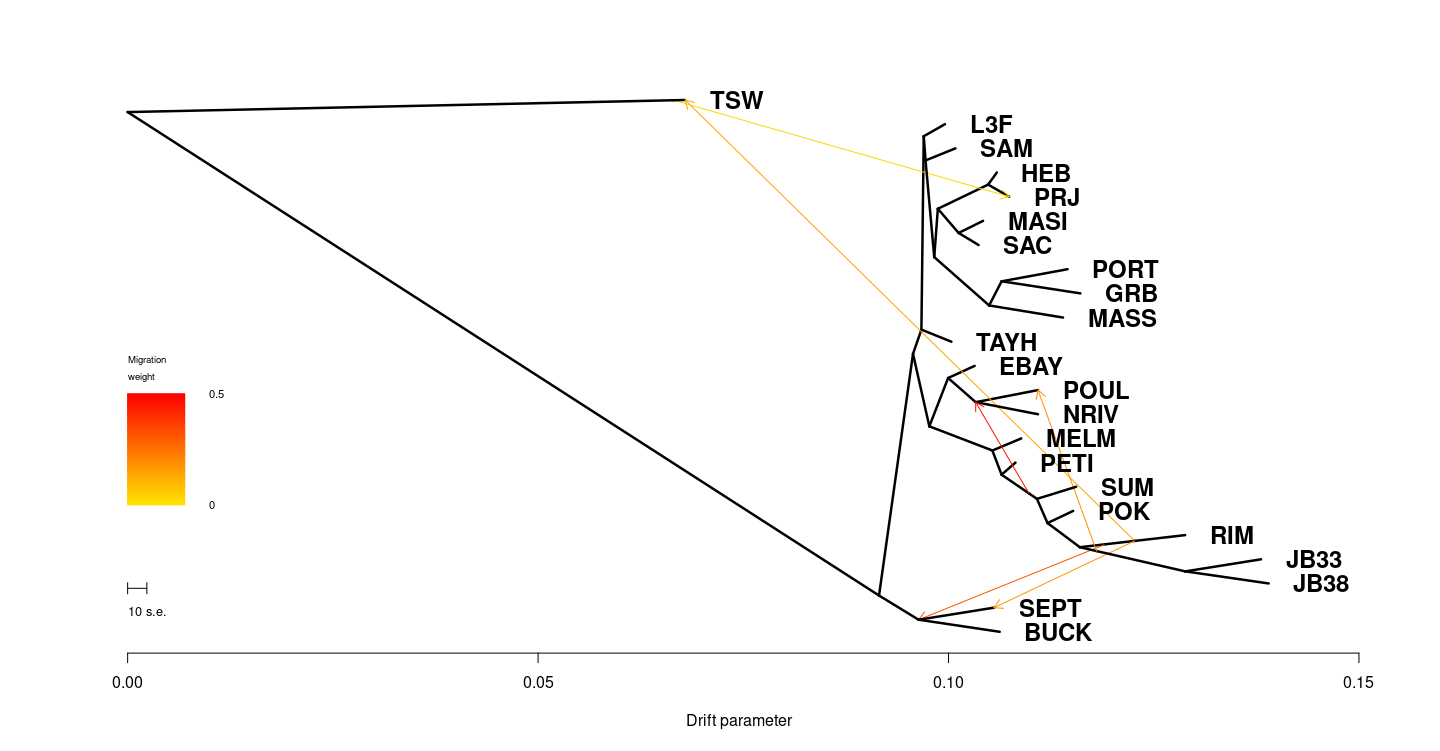 TSW
L3F
SAM
HEB
PRJ
MASI
SAC
PORT
GRB
MASS
TAYH
EBAY
POUL
NRIV
MELM
PETI
SUM
POK
RIM
JB33
JB38
SEPT
BUCK
Migration
weight
0.5
0
10 s.e.
0.00 0.05 0.10 0.15
Drift parameter